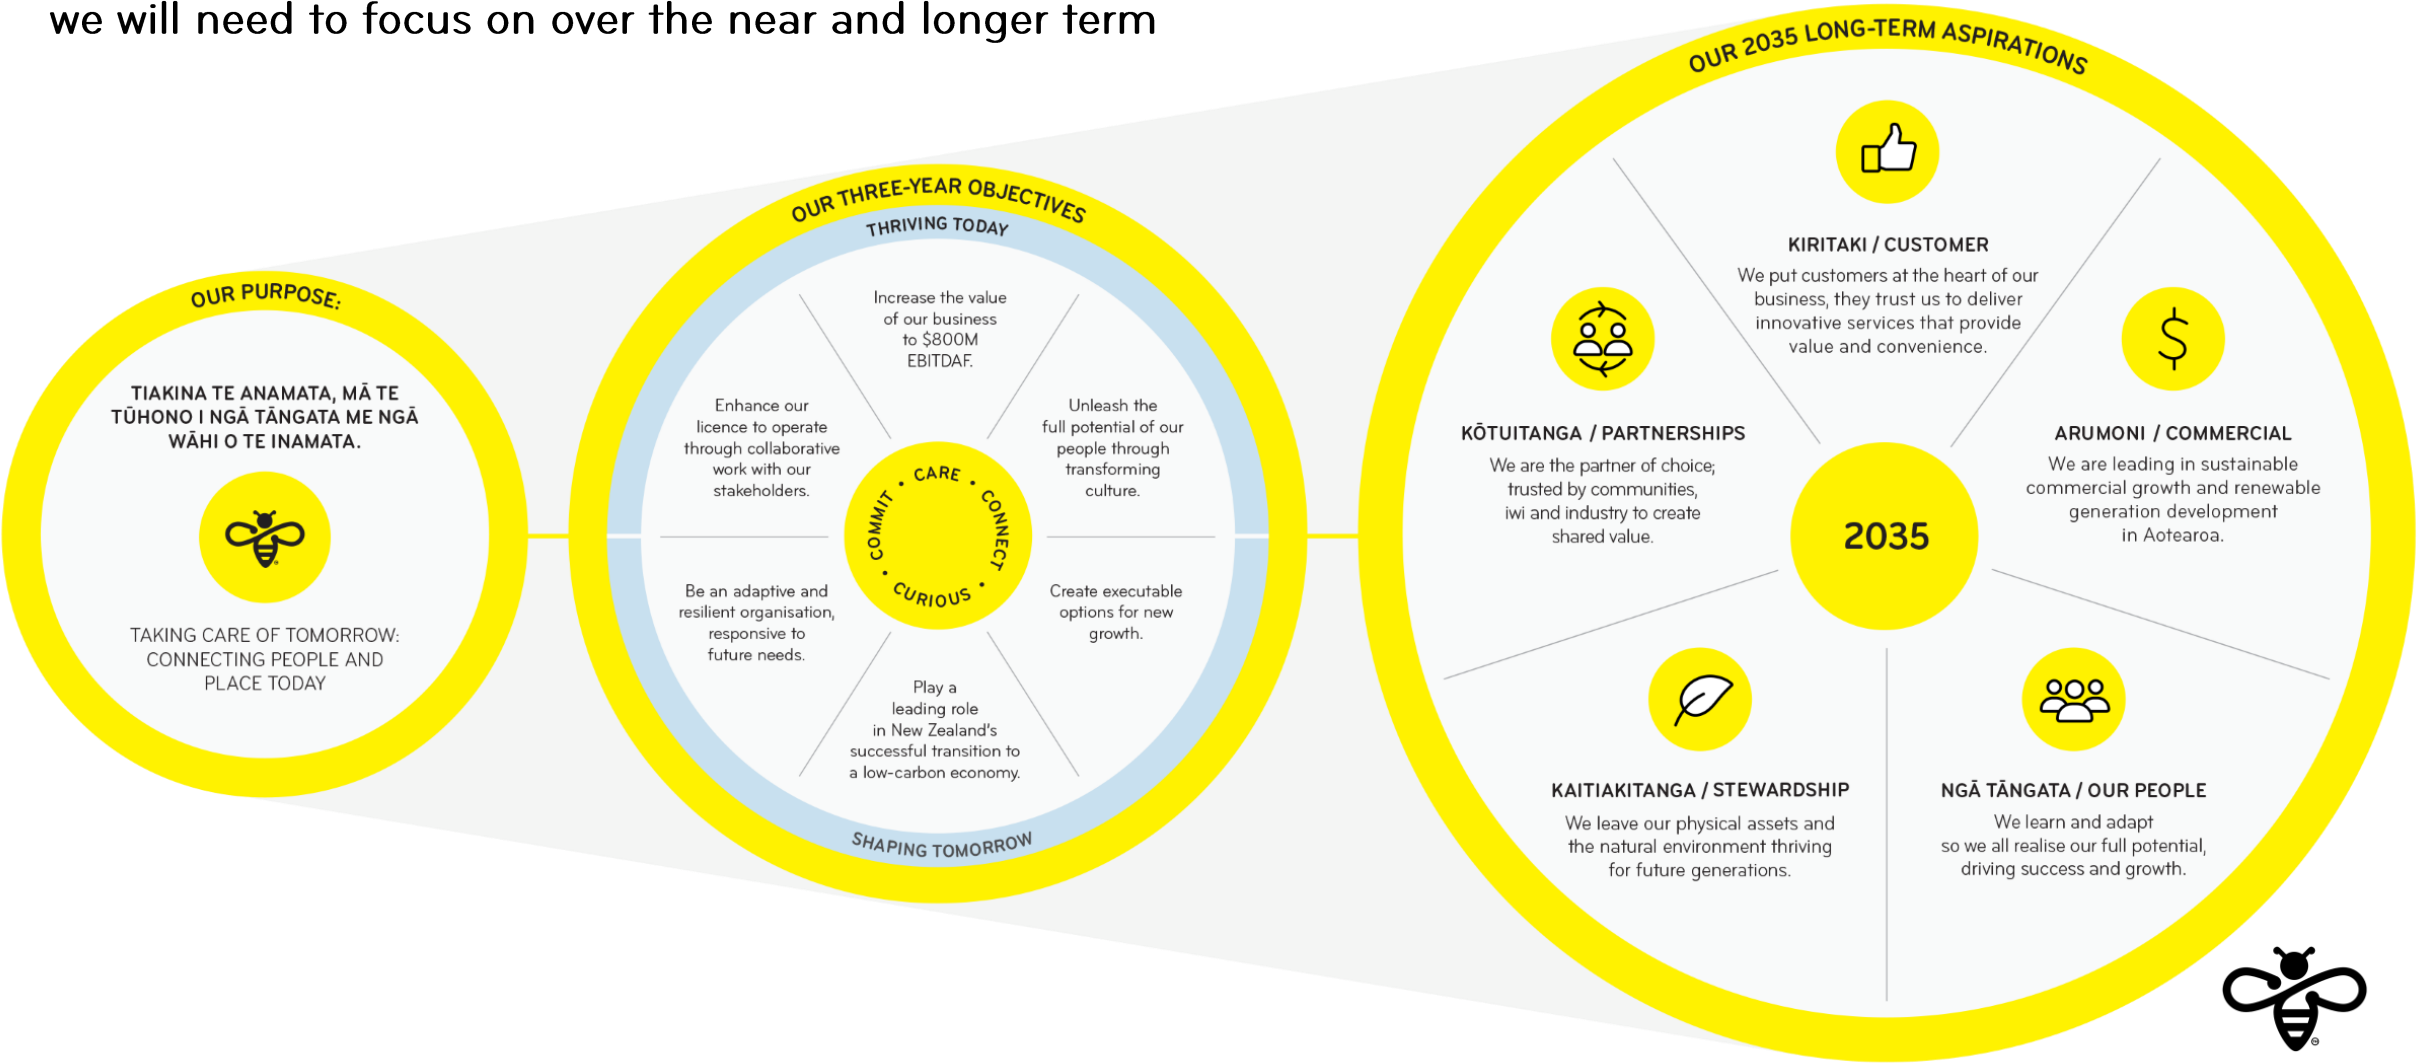 we will need to focus on over the near and longer term
OUR PURPOSE:
TIAKINA TE ANAMATA, MĀ TE
TŪHONO I NGĀ TĀNGATA ME NGĀ
WĀHI O TE INAMATA.
TAKING CARE OF TOMORROW:
CONNECTING PEOPLE AND
PLACE TODAY
OUR THREE-YEAR OBJECTIVES
THRIVING TODAY
Increase the value
of our business
to $800M
EBITDAF.
Unleash the
full potential of our
people through
transforming
culture.
Create executable
options for new
growth.
Play a
leading role
in New Zealand's
successful transition to
a low-carbon economy.
Be an adaptive and
resilient organisation,
responsive to
future needs.
Enhance our
licence to operate
through collaborative
work with our
stakeholders.
COMMIT • CARE • CONNECT • CURIOUS •
SHAPING TOMORROW
OUR 2035 LONG-TERM ASPIRATIONS
KIRITAKI / CUSTOMER
We put customers at the heart of our
business, they trust us to deliver
innovative services that provide
value and convenience.
ARUMONI / COMMERCIAL
We are leading in sustainable
commercial growth and renewable
generation development
in Aotearoa.
NGĀ TĀNGATA / OUR PEOPLE
We learn and adapt
so we all realise our full potential,
driving success and growth.
KAITIAKITANGA / STEWARDSHIP
We leave our physical assets and
the natural environment thriving
for future generations.
KŌTUITANGA / PARTNERSHIPS
We are the partner of choice;
trusted by communities,
iwi and industry to create
shared value.
2035